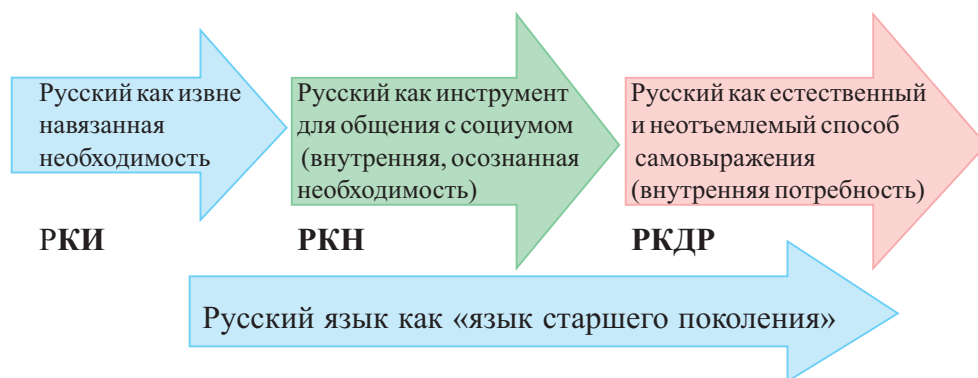 Русский как извне
навязанная
необходимость
Русский как инструмент
для общения с социумом
(внутренняя, осознанная
необходимость)
Русский как естественный
и неотъемлемый способ
самовыражения
(внутренняя потребность)
РКИ
РКН
РКДР
Русский язык как «язык старшего поколения»